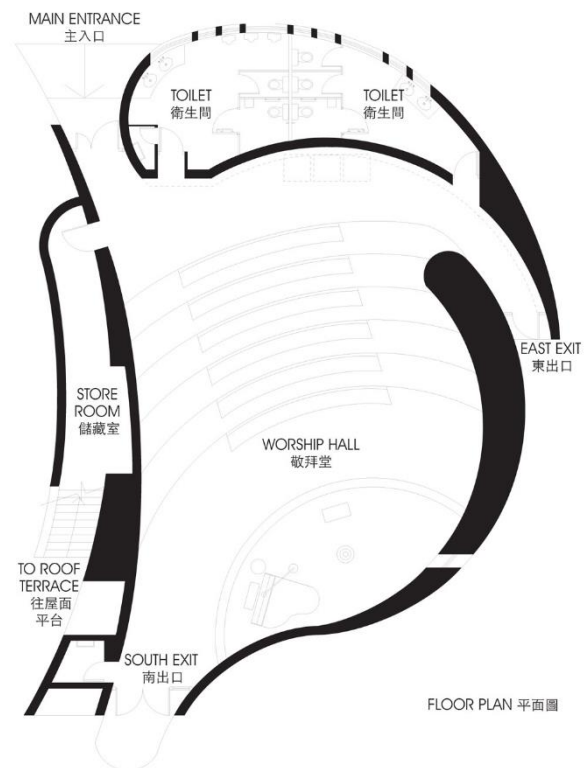 MAIN ENTRANCE
主入口
TOILET
衛生間
TOILET
衛生間
EAST EXIT
東出口
STORE
ROOM
儲藏室
WORSHIP HALL
敬拜堂
TO ROOF
TERRACE
往屋面
平台
SOUTH EXIT
南出口
FLOOR PLAN 平面圖